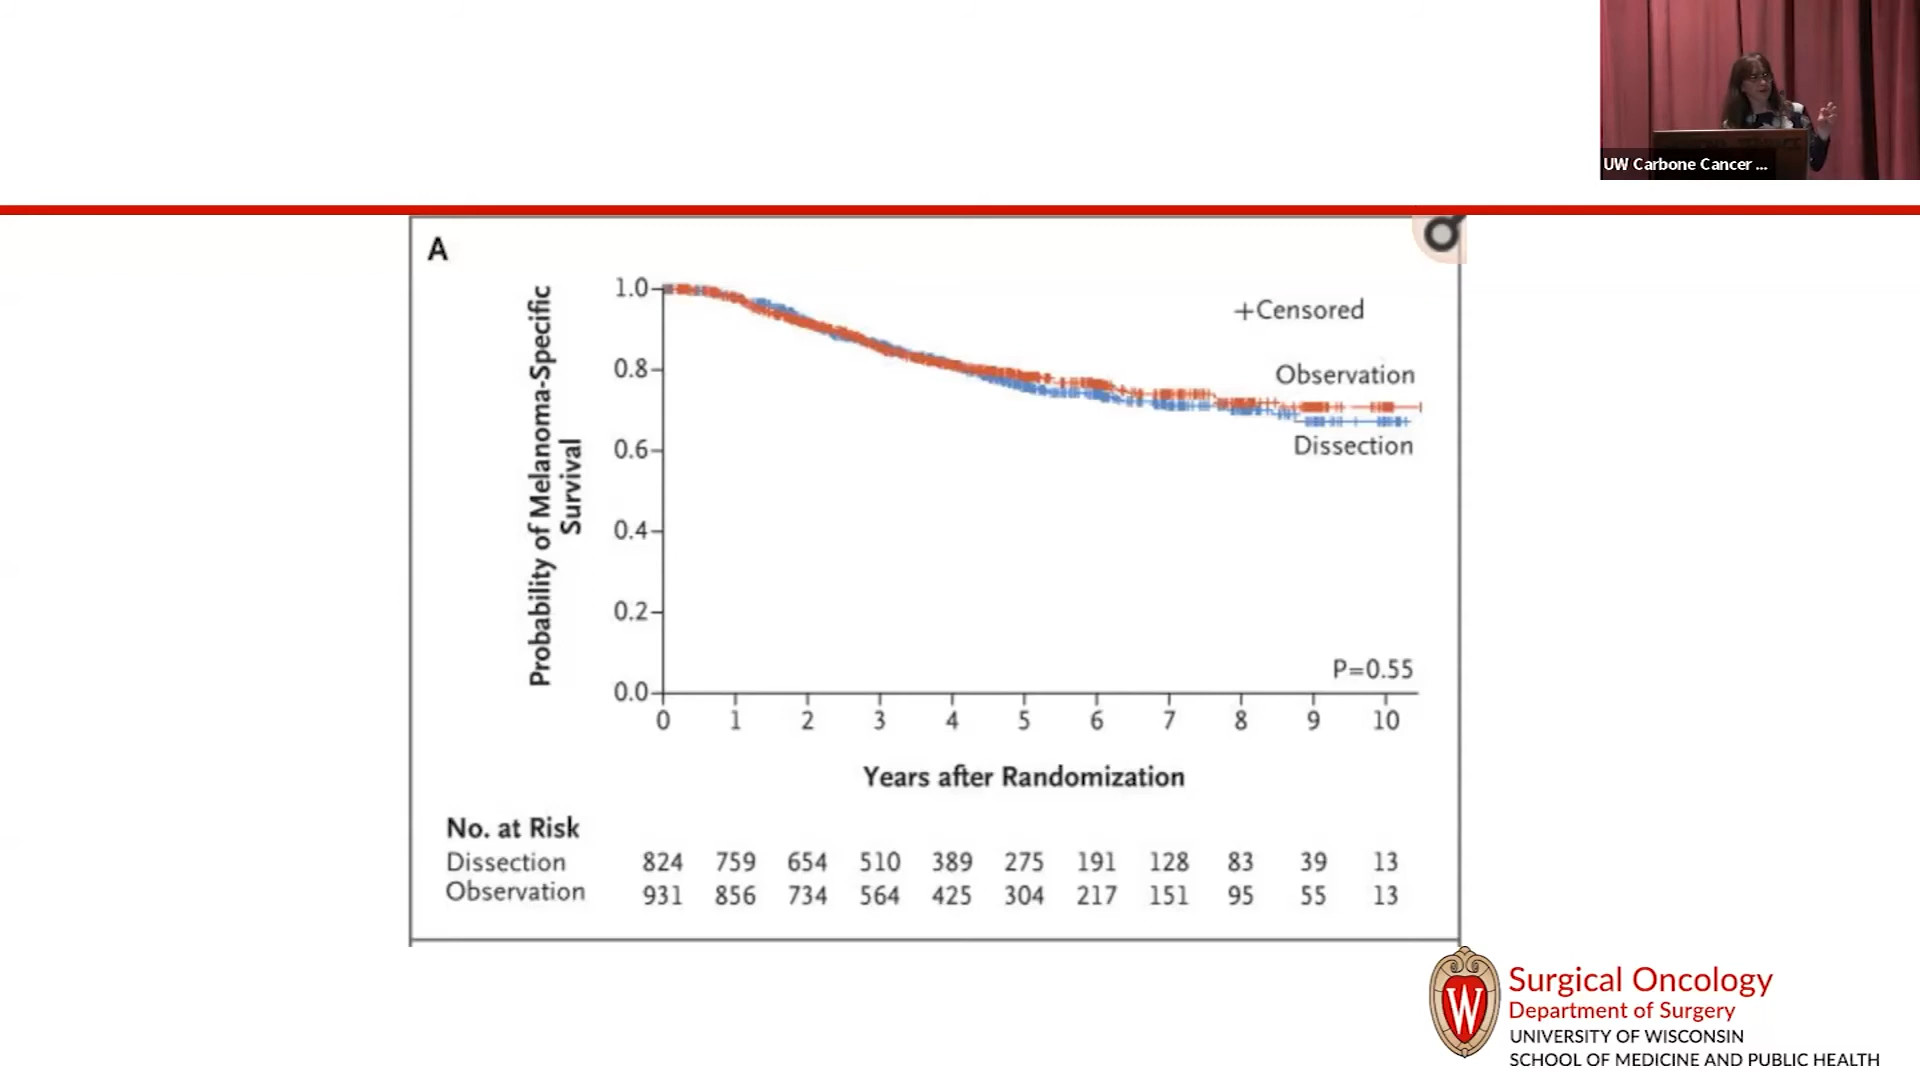 UW Carbone Cancer ...
A
Probability of Melanoma-Specific
Survival
1.0
0.8
0.6
0.4
0.2
0.0
+Censored
Observation
Dissection
P=0.55
0 1 2 3 4 5 6 7 8 9 10
Years after Randomization
No. at Risk
Dissection 824 759 654 510 389 275 191 128 83 39 13
Observation 931 856 734 564 425 304 217 151 95 55 13
W
Surgical Oncology
Department of Surgery
UNIVERSITY OF WISCONSIN
SCHOOL OF MEDICINE AND PUBLIC HEALTH